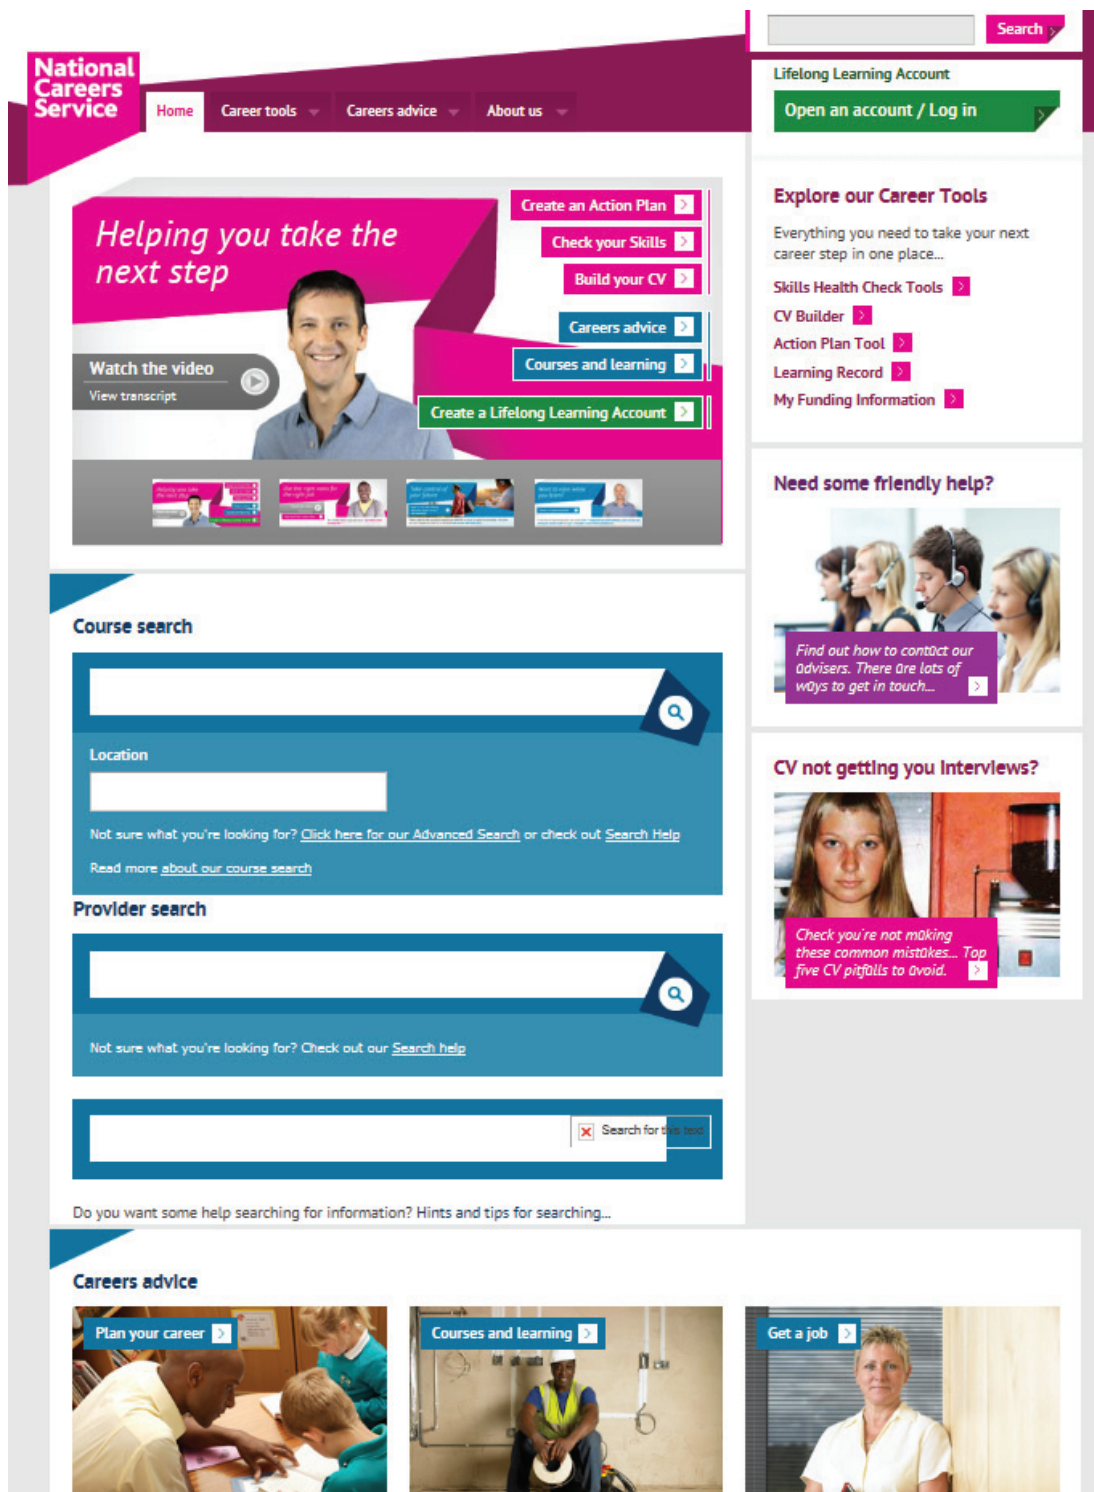 Search
National
Careers
Service
Home
Career tools
Careers advice
About us
Lifelong Learning Account
Open an account / Log in
Helping you take the
next step
Watch the video
View transcript
Create an Action Plan
Check your Skills
Build your CV
Careers advice
Courses and learning
Create a Lifelong Learning Account
Explore our Career Tools
Everything you need to take your next
career step in one place...
Skills Health Check Tools
CV Builder
Action Plan Tool
Learning Record
My Funding Information
Need some friendly help?
Find out how to contact our
advisers. There are lots of
ways to get in touch...
CV not getting you interviews?
Check you're not making
these common mistakes... Top
five CV pitfalls to avoid.
Course search
Location
Not sure what you're looking for? Click here for our Advanced Search or check out Search Help
Read more about our course search
Provider search
Not sure what you're looking for? Check out our Search help
Search for this text
Do you want some help searching for information? Hints and tips for searching...
Careers advice
Plan your career
Courses and learning
Get a job